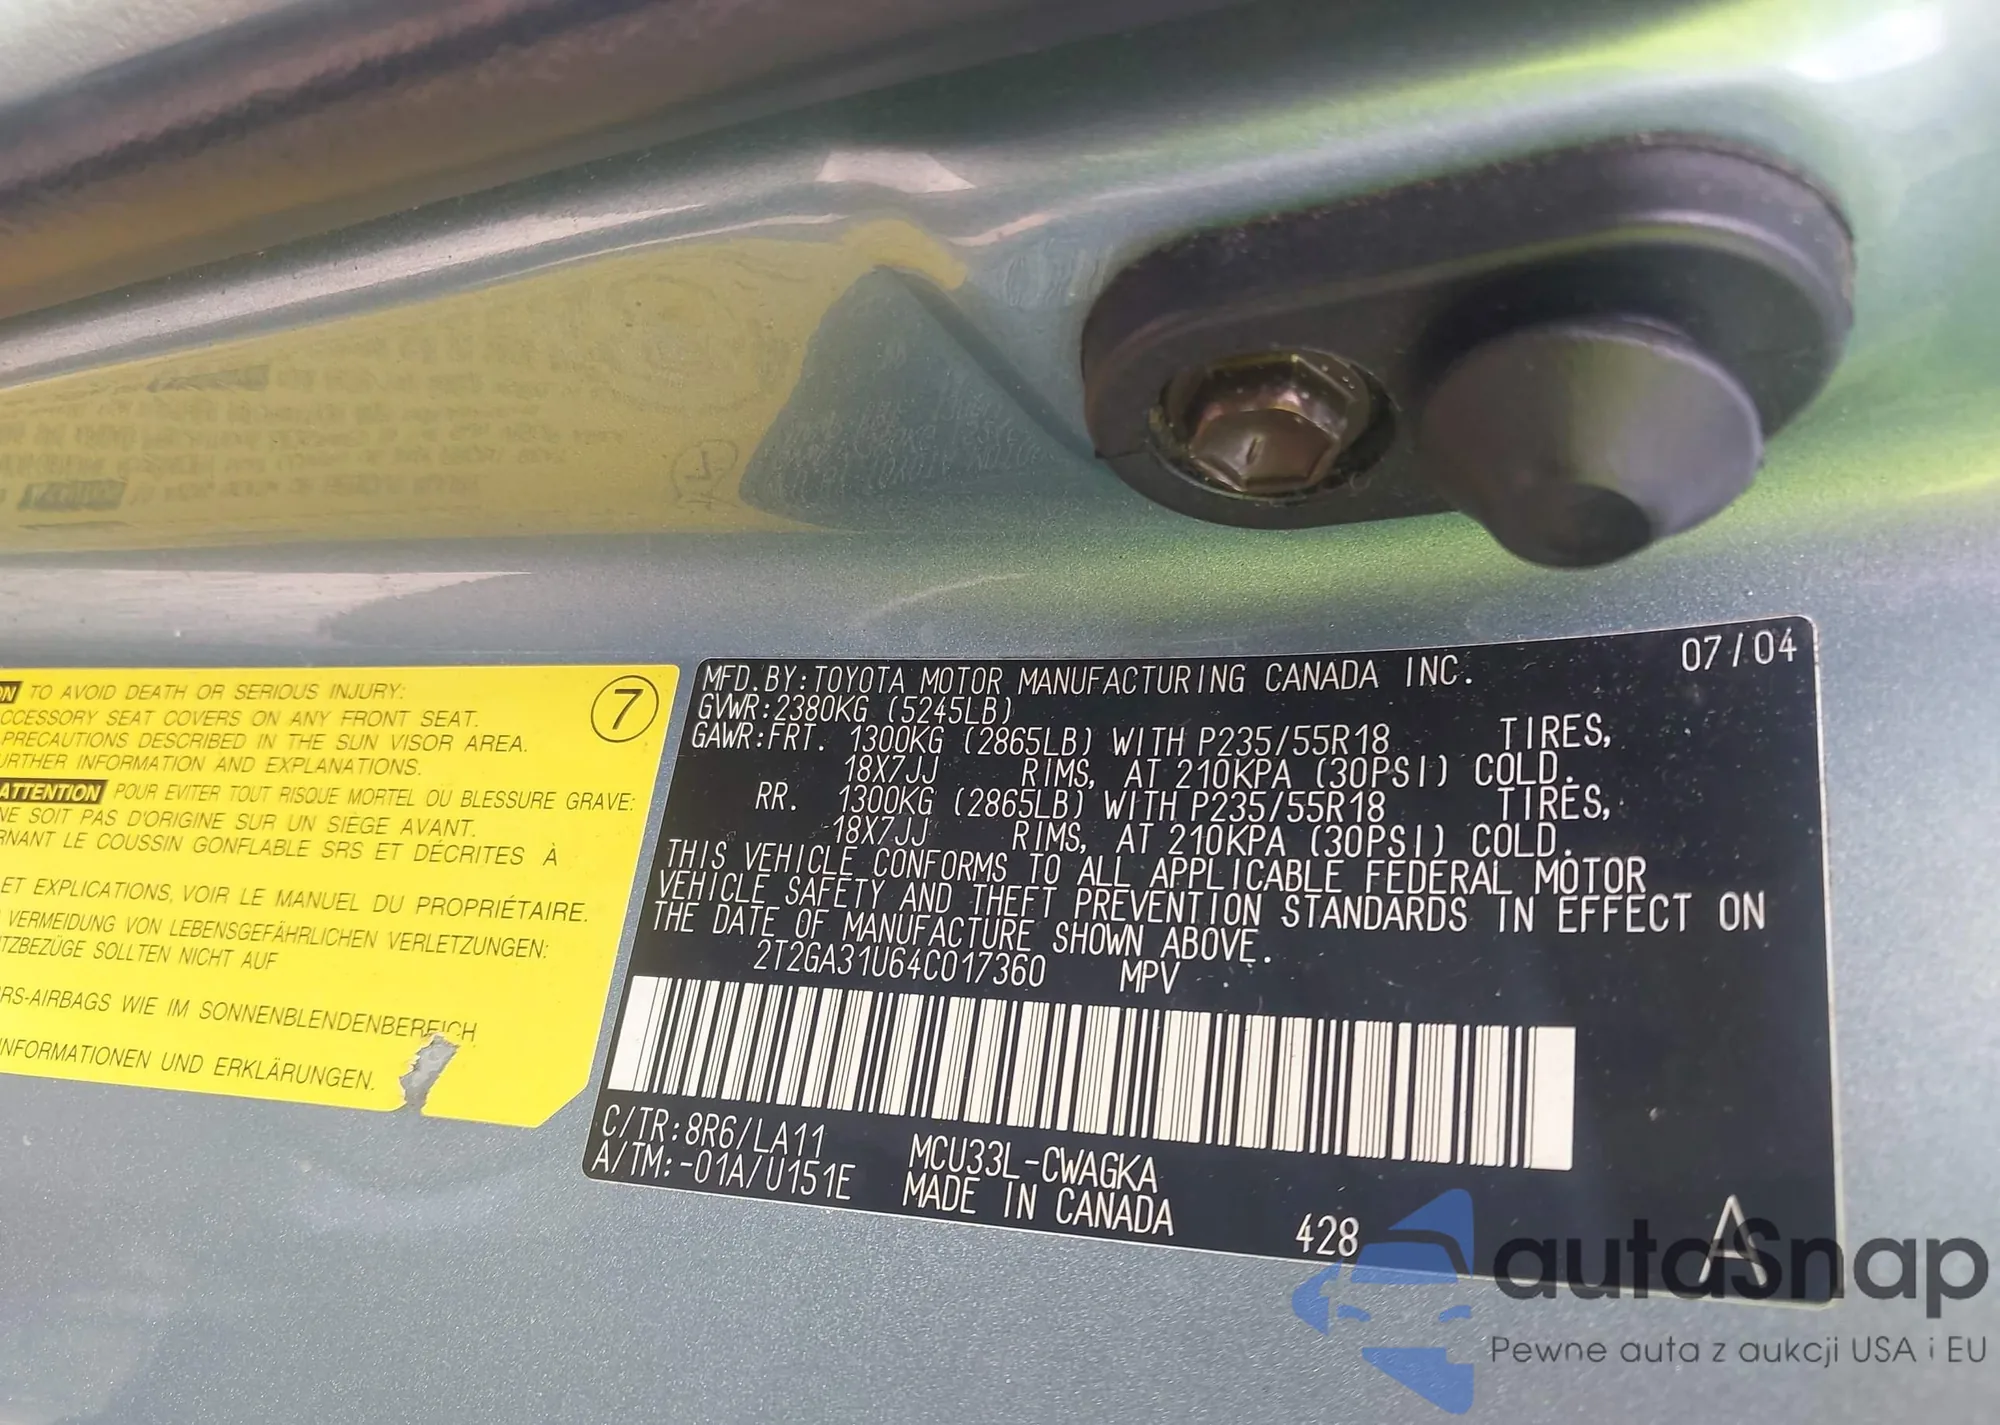 TO AVOID DEATH OR SERIOUS INJURY:
CCESSORY SEAT COVERS ON ANY FRONT SEAT.
PRECAUTIONS DESCRIBED IN THE SUN VISOR AREA.
URTHER INFORMATION AND EXPLANATIONS.
7
ATTENTION POUR EVITER TOUT RISQUE MORTEL OU BLESSURE GRAVE:
NE SOIT PAS D'ORIGINE SUR UN SIÈGE AVANT.
RNANT LE COUSSIN GONFLABLE SRS ET DÉCRITES À
ET EXPLICATIONS, VOIR LE MANUEL DU PROPRIÉTAIRE.
VERMEIDUNG VON LEBENSGEFÄHRLICHEN VERLETZUNGEN:
TZBEZÜGE SOLLTEN NICHT AUF
RS-AIRBAGS WIE IM SONNENBLENDENBEREICH
NFORMATIONEN UND ERKLÄRUNGEN.
MFD. BY: TOYOTA MOTOR MANUFACTURING CANADA INC. 07/04
GVWR: 2380KG (5245LB)
GAWR: FRT. 1300KG (2865LB) WITH P235/55R18 TIRES,
18X7JJ RIMS, AT 210KPA (30PSI) COLD.
RR. 1300KG (2865LB) WITH P235/55R18 TIRES,
18X7JJ RIMS, AT 210KPA (30PSI) COLD.
THIS VEHICLE CONFORMS TO ALL APPLICABLE FEDERAL MOTOR
VEHICLE SAFETY AND THEFT PREVENTION STANDARDS IN EFFECT ON
THE DATE OF MANUFACTURE SHOWN ABOVE.
2T2GA31U64C017360 MPV
C/TR: 8R6/LA11 MCU33L-CWAGKA
A/TM: -01A/U151E MADE IN CANADA
428 A
autoSnap
Pewne auta z aukcji USA i EU